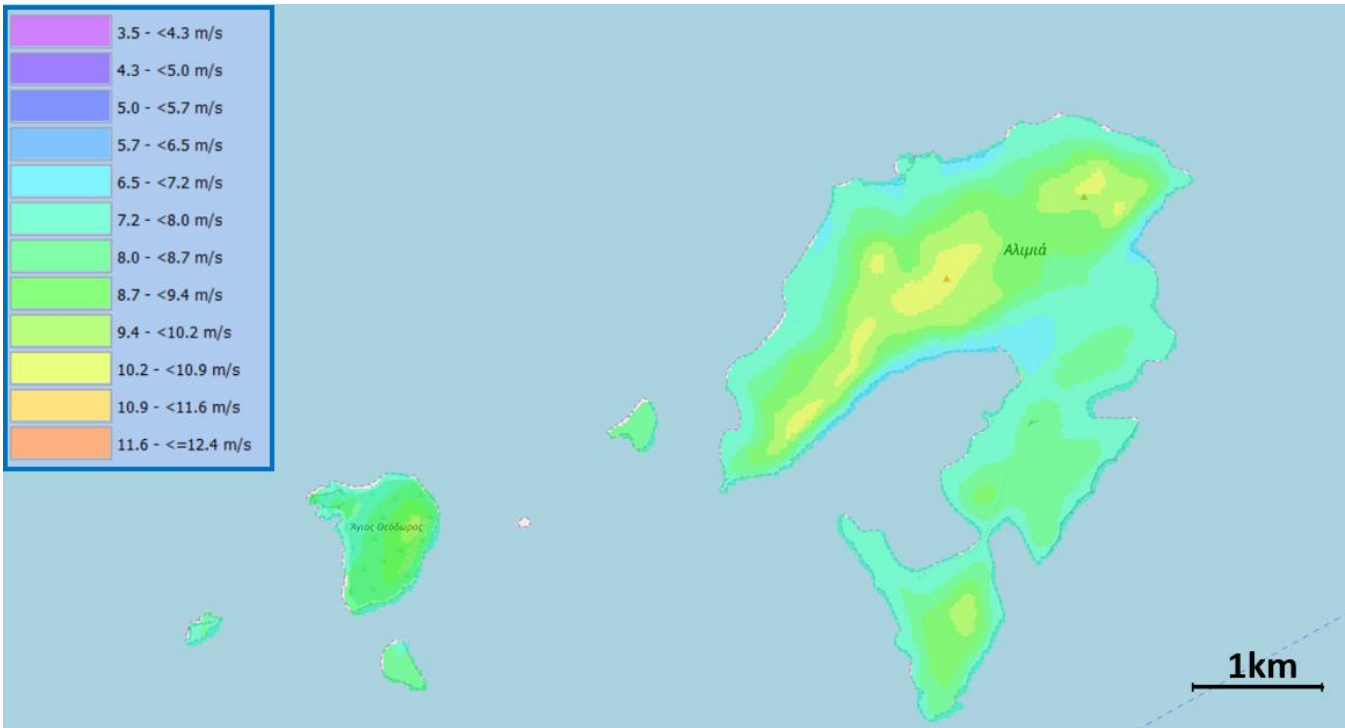 3.5 - <4.3 m/s
4.3 - <5.0 m/s
5.0 - <5.7 m/s
5.7 - <6.5 m/s
6.5 - <7.2 m/s
7.2 - <8.0 m/s
8.0 - <8.7 m/s
8.7 - <9.4 m/s
9.4 - <10.2 m/s
10.2 - <10.9 m/s
10.9 - <11.6 m/s
11.6 - <=12.4 m/s
Αλιμιά
Άγιος Θεόδωρος
1km